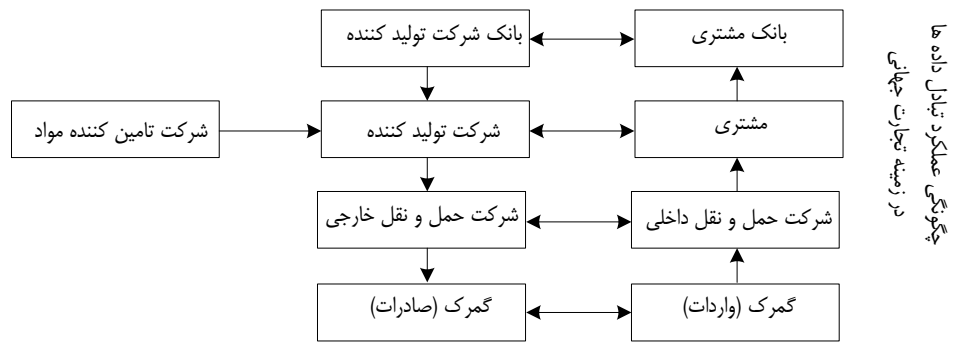 چگونگی عملکرد تبادل داده ها
در زمینه تجارت جهانی
بانک مشتری
بانک شرکت تولید کننده
مشتری
شرکت تولید کننده
شرکت تامین کننده مواد
شرکت حمل و نقل داخلی
شرکت حمل و نقل خارجی
گمرک (واردات)
گمرک (صادرات)